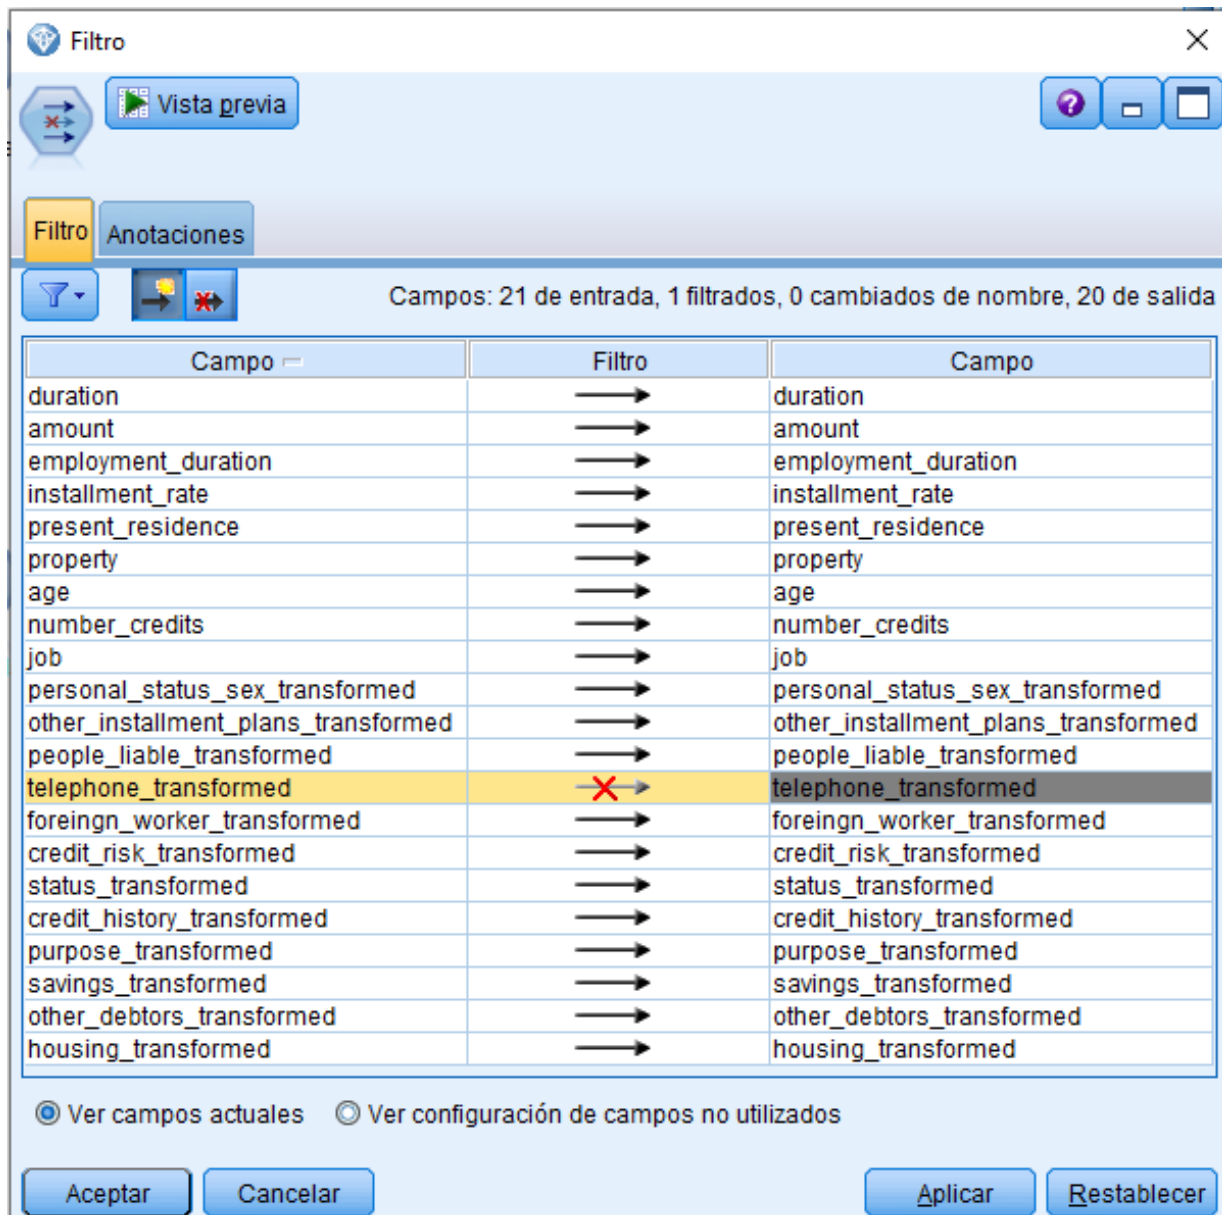 Filtro
Vista previa
?
Filtro Anotaciones
Campos: 21 de entrada, 1 filtrados, 0 cambiados de nombre, 20 de salida
Campo Filtro Campo
duration duration
amount amount
employment_duration employment_duration
installment_rate installment_rate
present_residence present_residence
property property
age age
number_credits number_credits
job job
personal_status_sex_transformed personal_status_sex_transformed
other_installment_plans_transformed other_installment_plans_transformed
people_liable_transformed people_liable_transformed
telephone_transformed telephone_transformed
foreingn_worker_transformed foreingn_worker_transformed
credit_risk_transformed credit_risk_transformed
status_transformed status_transformed
credit_history_transformed credit_history_transformed
purpose_transformed purpose_transformed
savings_transformed savings_transformed
other_debtors_transformed other_debtors_transformed
housing_transformed housing_transformed
Ver campos actuales Ver configuración de campos no utilizados
Aceptar Cancelar Aplicar Restablecer